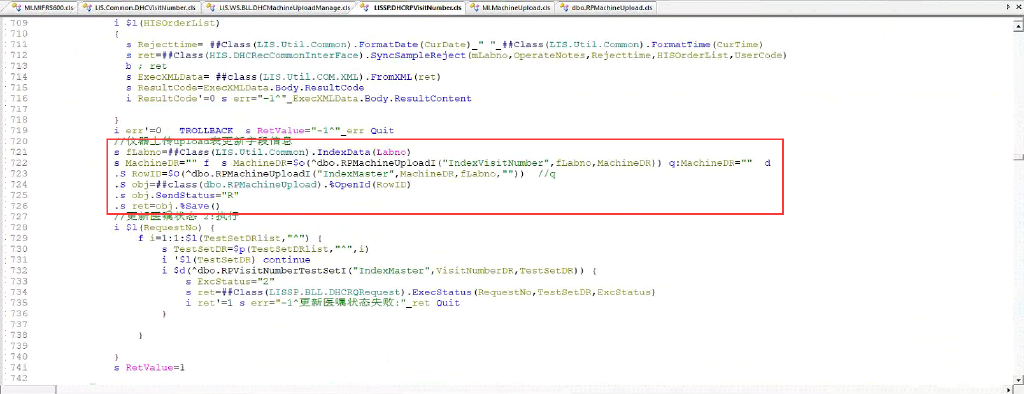 MI.MIFRS600.cls LIS.Common.DHCVisitNumber.cls LIS.WS.BLL.DHCMachineUploadManage.cls LISSP.DHCRPVisitNumber.cls MI.MachineUpload.cls dbo.RPMachineUpload.cls
709 i $l(HISOrderList)
710 {
711 s Rejecttime= ##Class(LIS.Util.Common).FormatDate(CurDate)_" "_##Class(LIS.Util.Common).FormatTime(CurTime)
712 s ret=##Class(HIS.DHCRecCommonInterFace).SyncSampleReject(mLabno,OperateNotes,Rejecttime,HISOrderList,UserCode)
713 b ; ret
714 s ExecXMLData= ##class(LIS.Util.COM.XML).FromXML(ret)
715 s ResultCode=ExecXMLData.Body.ResultCode
716 i ResultCode'=0 s err="-1^"_ExecXMLData.Body.ResultContent
717
718 }
719 i err'=0 TROLLBACK s RetValue="-1^"_err Quit
720 //仪器上传upload表更新字段信息
721 s fLabno=##Class(LIS.Util.Common).IndexData(Labno)
722 s MachineDR="" f s MachineDR=$o(^dbo.RPMachineUploadI("IndexVisitNumber",fLabno,MachineDR)) q:MachineDR="" d
723 .S RowID=$O(^dbo.RPMachineUploadI("IndexMaster",MachineDR,fLabno,"")) //q
724 .S obj=##class(dbo.RPMachineUpload).%OpenId(RowID)
725 .S obj.SendStatus="R"
726 .s ret=obj.%Save()
727 //更新医嘱状态 2:执行
728 i $l(RequestNo) {
729 f i=1:1:$l(TestSetDRlist,"^") {
730 s TestSetDR=$p(TestSetDRlist,"^",i)
731 i '$l(TestSetDR) continue
732 i $d(^dbo.RPVisitNumberTestSetI("IndexMaster",VisitNumberDR,TestSetDR)) {
733 s ExcStatus="2"
734 s ret=##Class(LISSP.BLL.DHCRQRequest).ExecStatus(RequestNo,TestSetDR,ExcStatus)
735 i ret'=1 s err="-1^更新医嘱状态失败:"_ret Quit
736 }
737
738 }
739
740 }
741 s RetValue=1
742